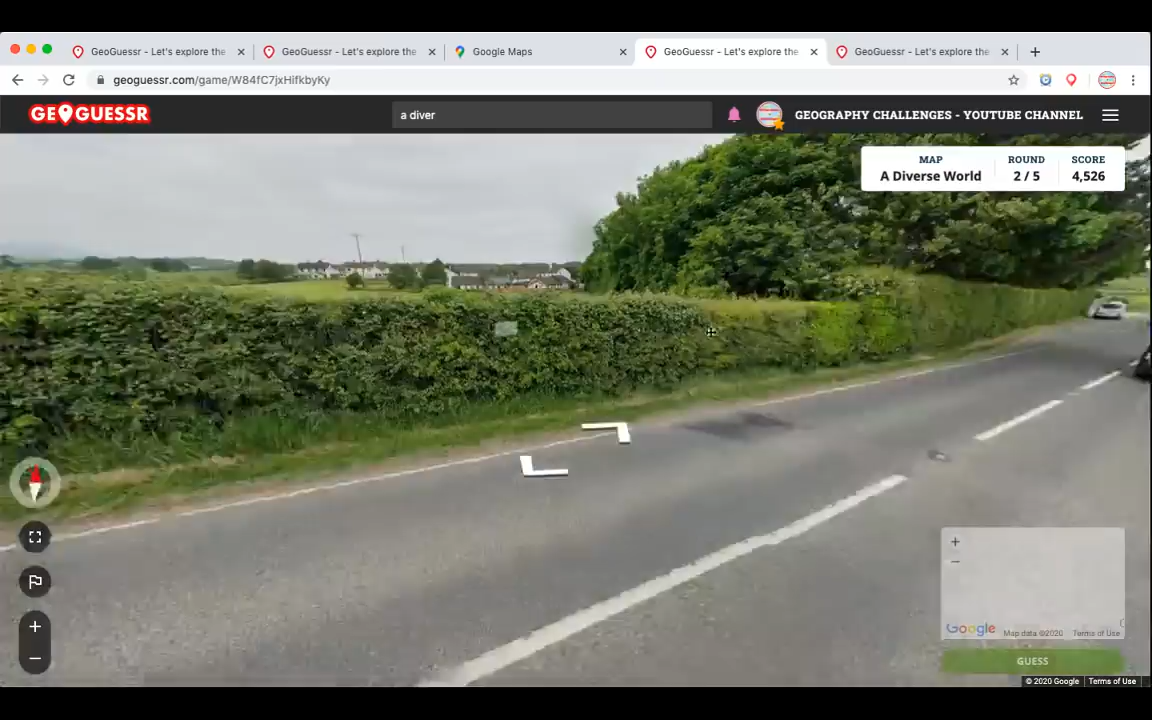 GeoGuessr - Let's explore the
GeoGuessr - Let's explore the
Google Maps
GeoGuessr - Let's explore the
GeoGuessr - Let's explore the
geoguessr.com/game/W84fC7jxHifkbyKy
GEOGUESSR
a diver
GEOGRAPHY CHALLENGES - YOUTUBE CHANNEL
MAP ROUND SCORE
A Diverse World 2 / 5 4,526
Google Map data ©2020 Terms of Use
GUESS
© 2020 Google Terms of Use